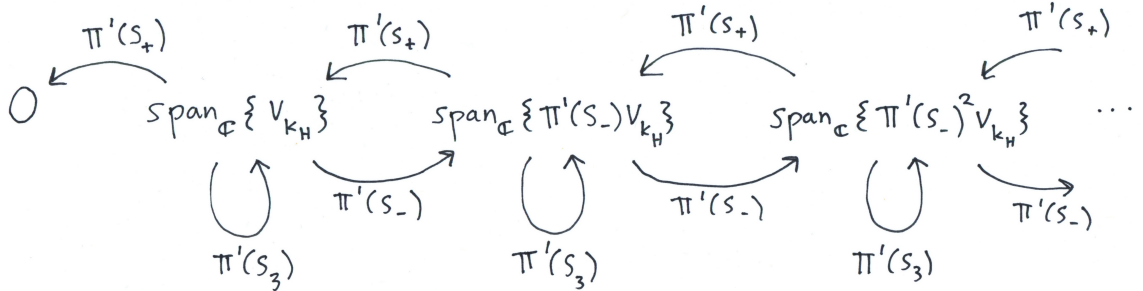 π'(S₊) π'(S₊) π'(S₊) π'(S₊)
0 span_ℂ{V_{k_H}} span_ℂ{π'(S₋)V_{k_H}} span_ℂ{π'(S₋)²V_{k_H}} ...
π'(S₋) π'(S₋) π'(S₋)
π'(S₃) π'(S₃) π'(S₃)